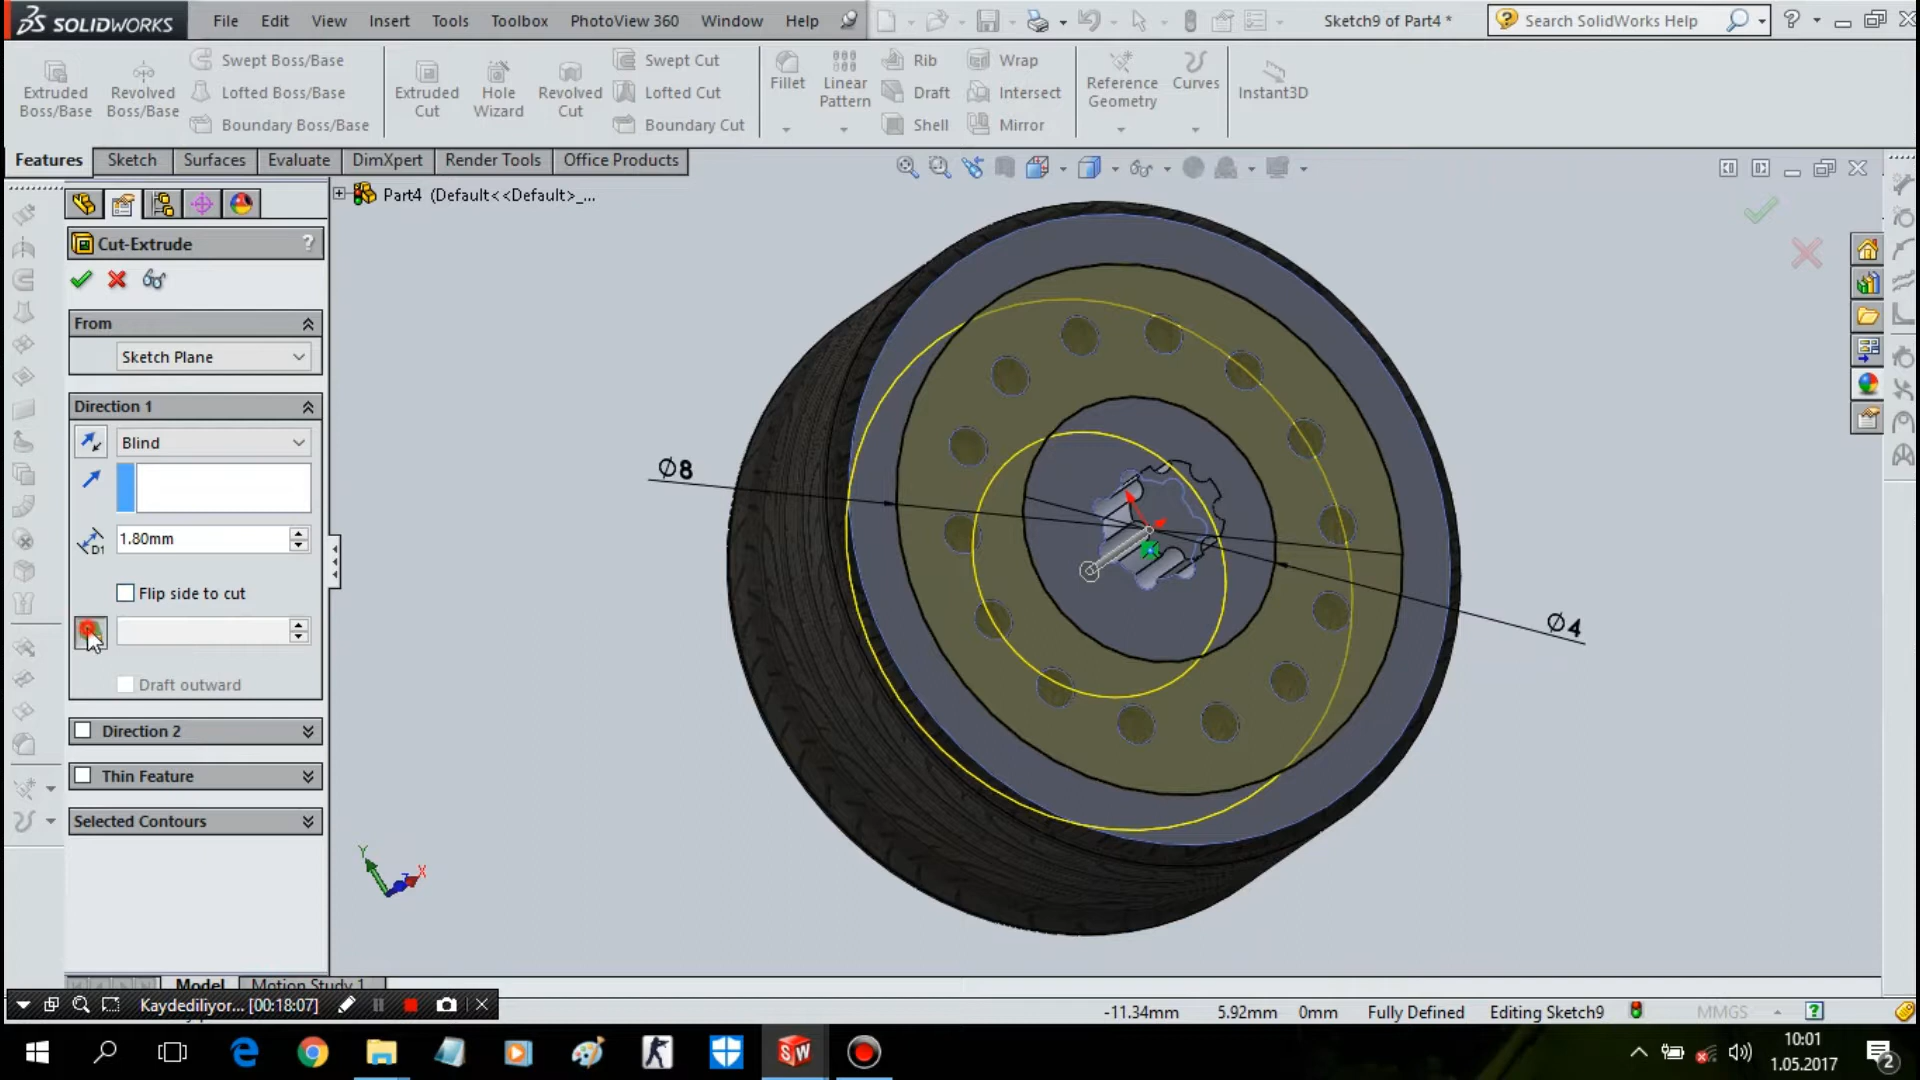 SOLIDWORKS
File Edit View Insert Tools Toolbox PhotoView 360 Window Help
Sketch9 of Part4 *
Search SolidWorks Help
Extruded Boss/Base
Revolved Boss/Base
Swept Boss/Base
Lofted Boss/Base
Boundary Boss/Base
Extruded Cut
Hole Wizard
Revolved Cut
Swept Cut
Lofted Cut
Boundary Cut
Fillet
Linear Pattern
Rib
Draft
Shell
Wrap
Intersect
Mirror
Reference Geometry
Curves
Instant3D
Features Sketch Surfaces Evaluate DimXpert Render Tools Office Products
Part4 (Default<<Default>_...
Cut-Extrude ?
From
Sketch Plane
Direction 1
Blind
D1 1.80mm
Flip side to cut
Draft outward
Direction 2
Thin Feature
Selected Contours
Ø8
Ø4
Y
Z
X
Model Motion Study 1
Kaydediliyor... [00:18:07]
-11.34mm 5.92mm 0mm Fully Defined Editing Sketch9 MMGS ?
SW
10:01
1.05.2017
2